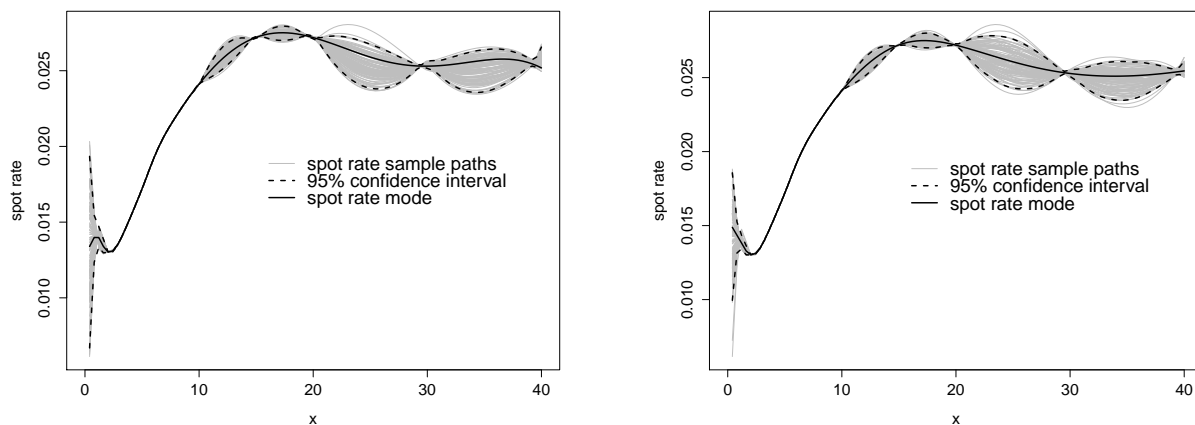 spot rate
0.025
0.020
0.015
0.010
spot rate sample paths
95% confidence interval
spot rate mode
0
10
20
30
40
x
spot rate
0.025
0.020
0.015
0.010
spot rate sample paths
95% confidence interval
spot rate mode
0
10
20
30
40
x